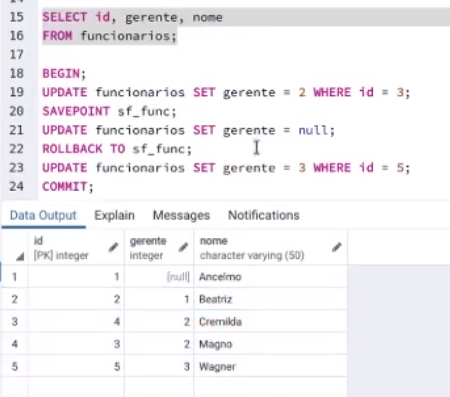 15 SELECT id, gerente, nome
16 FROM funcionarios;
17
18 BEGIN;
19 UPDATE funcionarios SET gerente = 2 WHERE id = 3;
20 SAVEPOINT sf_func;
21 UPDATE funcionarios SET gerente = null;
22 ROLLBACK TO sf_func;
23 UPDATE funcionarios SET gerente = 3 WHERE id = 5;
24 COMMIT;
Data Output Explain Messages Notifications
id gerente nome
[PK] integer integer character varying (50)
1 1 [null] Ancelmo
2 2 1 Beatriz
3 4 2 Cremilda
4 3 2 Magno
5 5 3 Wagner